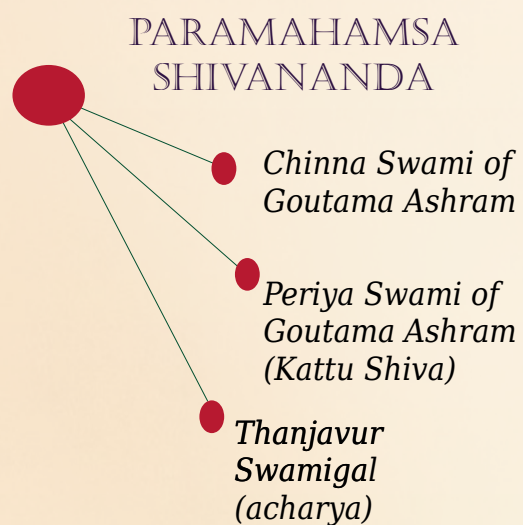 PARAMAHAMSA
SHIVANANDA
Chinna Swami of
Goutama Ashram
Periya Swami of
Goutama Ashram
(Kattu Shiva)
Thanjavur
Swamigal
(acharya)